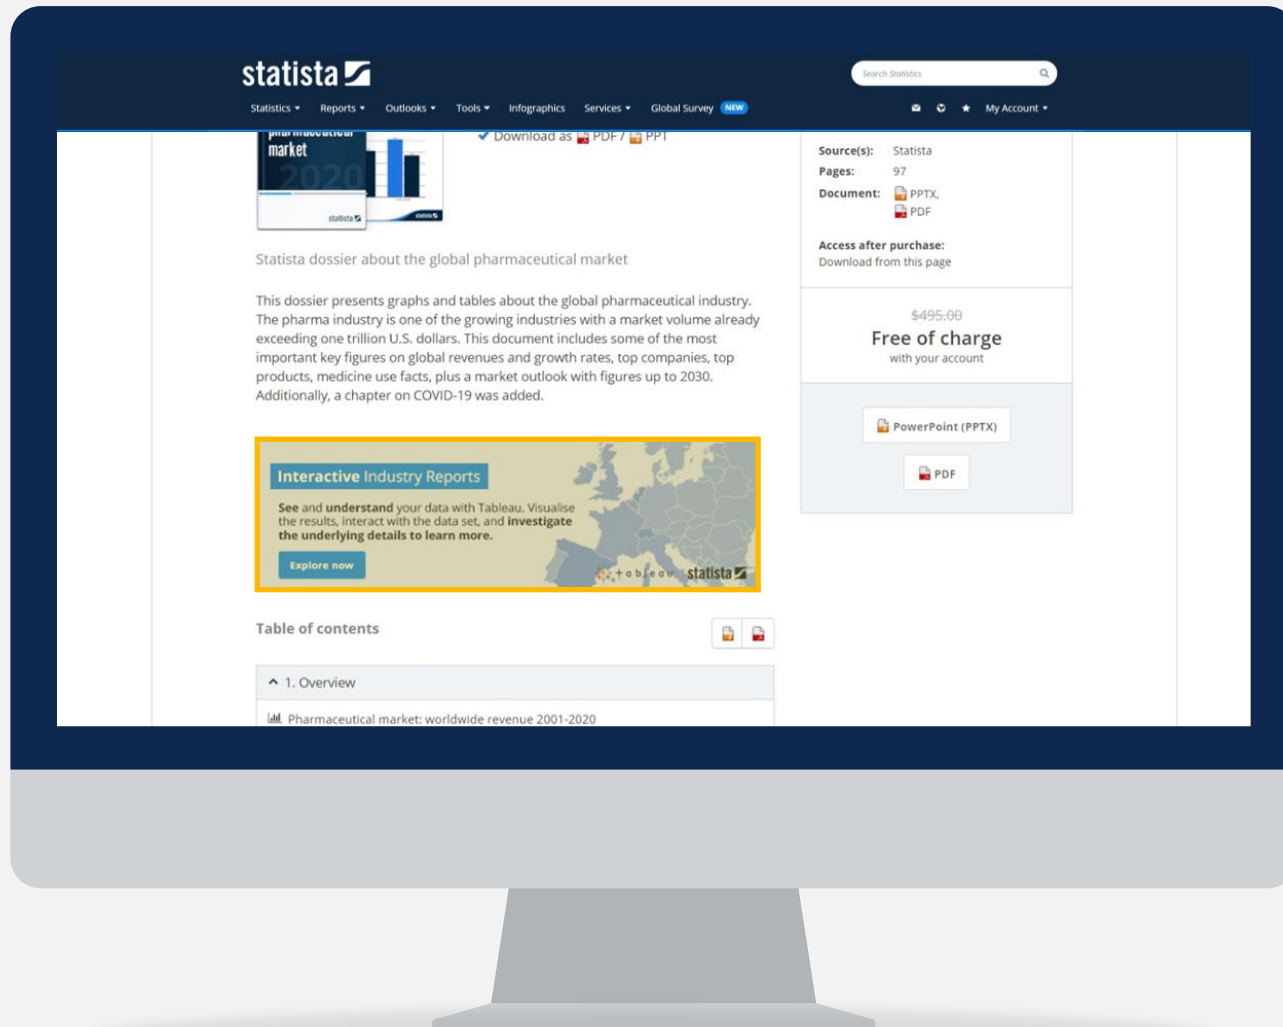 statista
Search Statistics
Statistics Reports Outlooks Tools Infographics Services Global Survey NEW My Account
pharmaceutical
market
2020
statista
statista
Download as PDF / PPT
Source(s): Statista
Pages: 97
Document: PPTX,
PDF
Access after purchase:
Download from this page
Statista dossier about the global pharmaceutical market
This dossier presents graphs and tables about the global pharmaceutical industry.
The pharma industry is one of the growing industries with a market volume already
exceeding one trillion U.S. dollars. This document includes some of the most
important key figures on global revenues and growth rates, top companies, top
products, medicine use facts, plus a market outlook with figures up to 2030.
Additionally, a chapter on COVID-19 was added.
$495.00
Free of charge
with your account
PowerPoint (PPTX)
PDF
Interactive Industry Reports
See and understand your data with Tableau. Visualise
the results, interact with the data set, and investigate
the underlying details to learn more.
Explore now
tableau statista
Table of contents
1. Overview
Pharmaceutical market: worldwide revenue 2001-2020